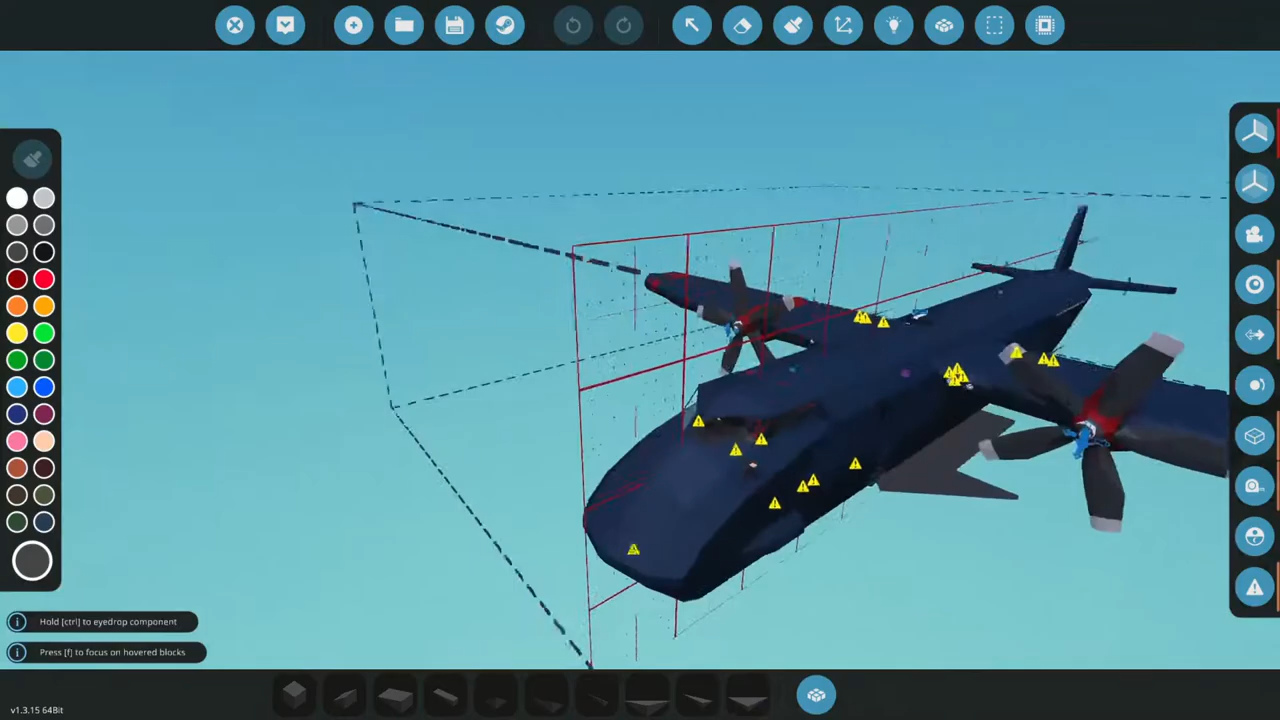 Hold [ctrl] to eyedrop component
Press [f] to focus on hovered blocks
v1.3.15 64Bit